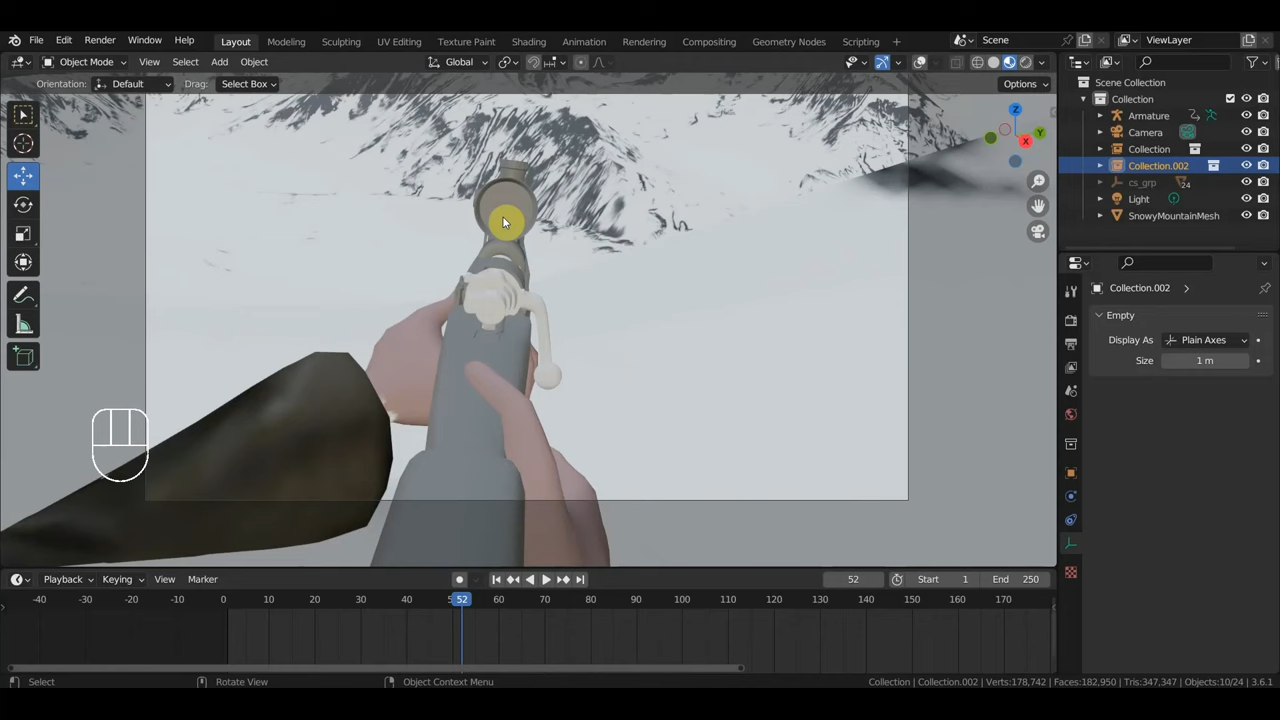 File Edit Render Window Help Layout Modeling Sculpting UV Editing Texture Paint Shading Animation Rendering Compositing Geometry Nodes Scripting + Scene ViewLayer
Object Mode View Select Add Object Global
Orientation: Default Drag: Select Box Options
Scene Collection
Collection
Armature
Camera
Collection
Collection.002
cs_grp 24
Light
SnowyMountainMesh
Z
Y
X
Collection.002
Empty
Display As Plain Axes
Size 1 m
Playback Keying View Marker 52 Start 1 End 250
-40 -30 -20 -10 0 10 20 30 40 52 60 70 80 90 100 110 120 130 140 150 160 170
Select Rotate View Object Context Menu Collection | Collection.002 | Verts:178,742 | Faces:182,950 | Tris:347,347 | Objects:10/24 | 3.6.1